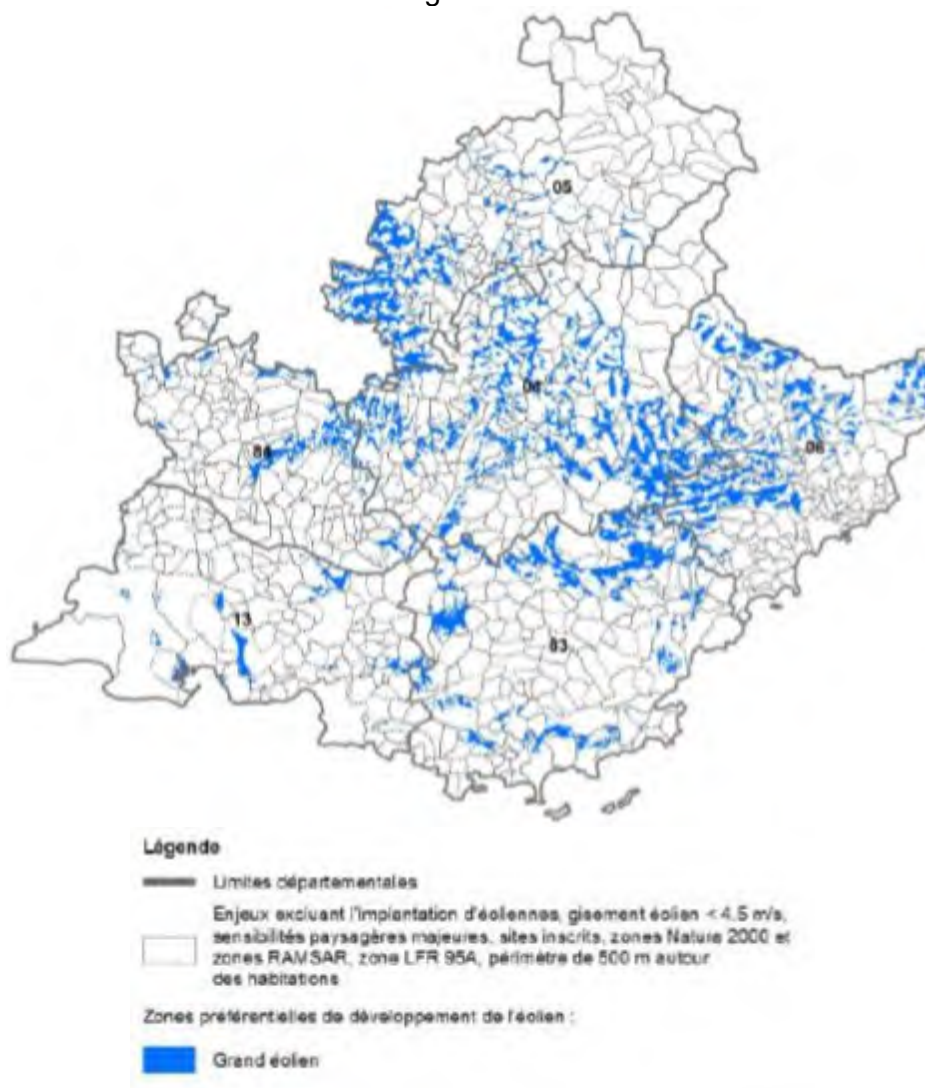 05
04
84
06
13
83
Légende
Limites départementales
Enjeux excluant l'implantation d'éoliennes, gisement éolien < 4.5 m/s,
sensibilités paysagères majeures, sites inscrits, zones Natura 2000 et
zones RAMSAR, zone LFR 95A, périmètre de 500 m autour
des habitations
Zones préférentielles de développement de l'éolien :
Grand éolien